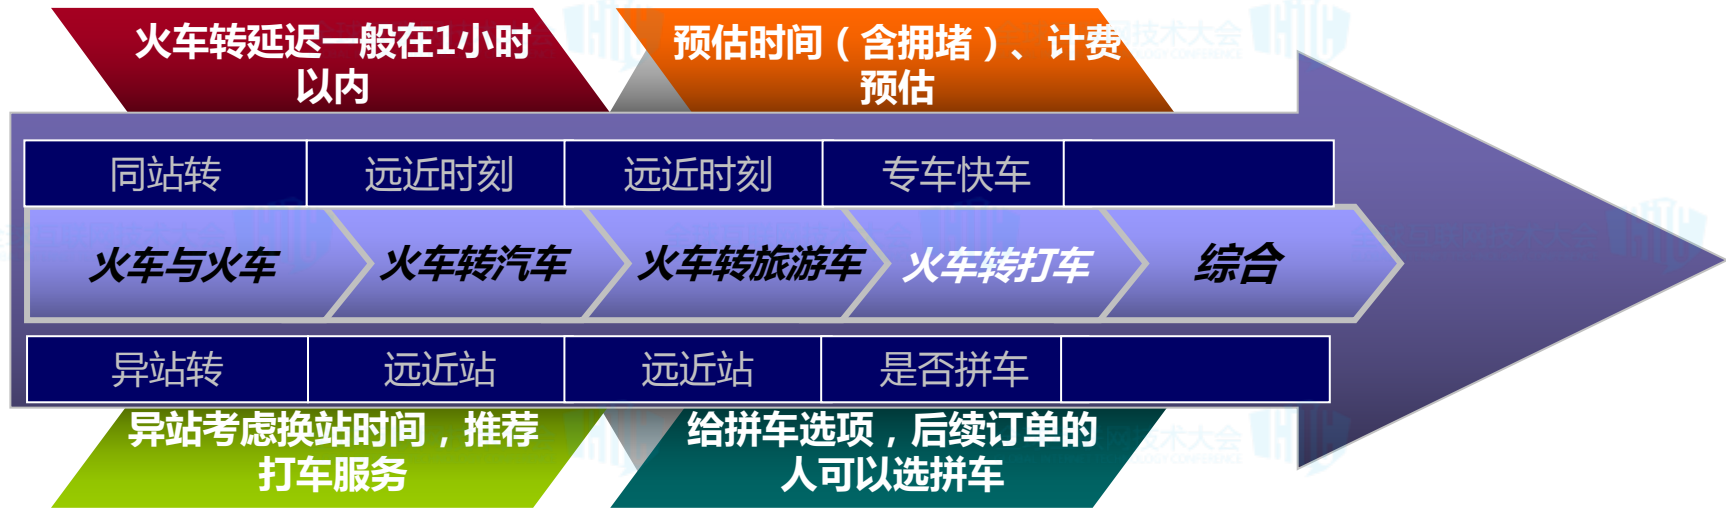 火车转延迟一般在1小时
以内
预估时间（含拥堵）、计费
预估
同站转
远近时刻
远近时刻
专车快车
火车与火车
火车转汽车
火车转旅游车
火车转打车
综合
异站转
远近站
远近站
是否拼车
异站考虑换站时间，推荐
打车服务
给拼车选项，后续订单的
人可以选拼车